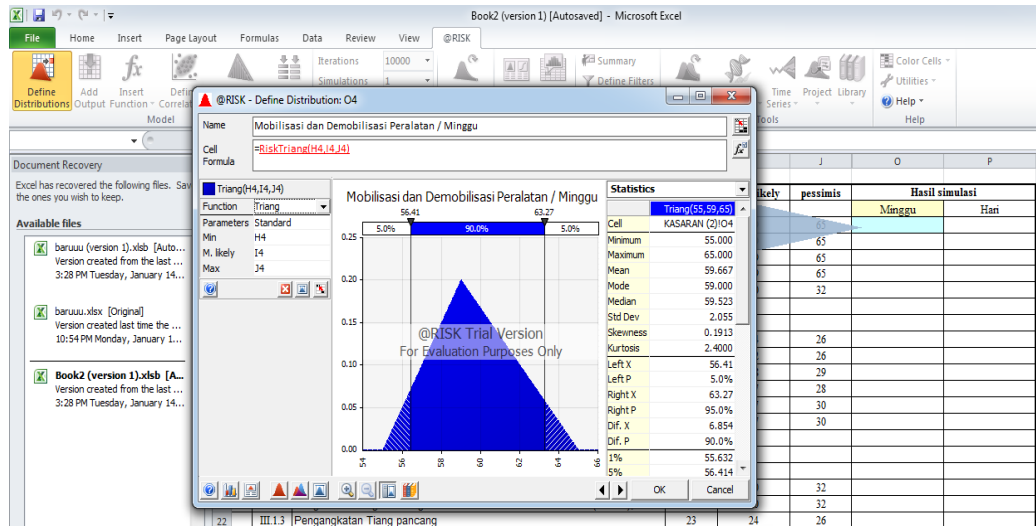 Book2 (version 1) [Autosaved] - Microsoft Excel
File Home Insert Page Layout Formulas Data Review View @RISK
Define Distributions
Add Output
Insert Function
Iterations 10000
Simulations 1
Summary
Define Filters
Time Series
Project
Library
Color Cells
Utilities
Help
Model
Tools
Help
@RISK - Define Distribution: O4
Name Mobilisasi dan Demobilisasi Peralatan / Minggu
Cell Formula =RiskTriang(H4,I4,J4)
Document Recovery
Excel has recovered the following files. Sav
the ones you wish to keep.
Available files
baruuu (version 1).xlsb [Auto...
Version created from the last ...
3:28 PM Tuesday, January 14...
baruuu.xlsx [Original]
Version created last time the ...
10:54 PM Monday, January 1...
Book2 (version 1).xlsb [A...
Version created from the last ...
3:28 PM Tuesday, January 14...
Triang(H4,I4,J4)
Function Triang
Parameters Standard
Min H4
M. likely I4
Max J4
Mobilisasi dan Demobilisasi Peralatan / Minggu
56.41 63.27
5.0% 90.0% 5.0%
0.25
0.20
0.15
0.10
0.05
0.00
54 56 58 60 62 64 66
@RISK Trial Version
For Evaluation Purposes Only
Statistics
Triang(55,59,65)
Cell KASARAN (2)!O4
Minimum 55.000
Maximum 65.000
Mean 59.667
Mode 59.000
Median 59.523
Std Dev 2.055
Skewness 0.1913
Kurtosis 2.4000
Left X 56.41
Left P 5.0%
Right X 63.27
Right P 95.0%
Dif. X 6.854
Dif. P 90.0%
1% 55.632
5% 56.414
OK Cancel
J O P
ikely pessimis Hasil simulasi
Minggu Hari
65
65
65
65
32
26
26
29
28
30
30
32
32
22 III.1.3 Pengangkatan Tiang pancang 23 24 26